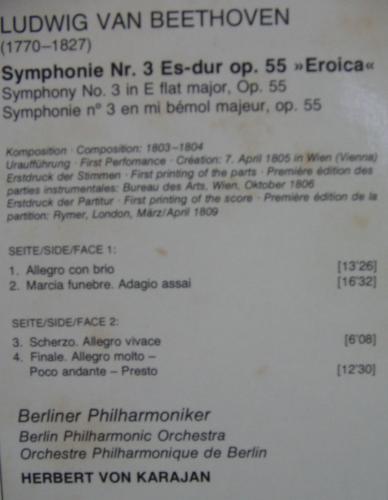 LUDWIG VAN BEETHOVEN
(1770–1827)
Symphonie Nr. 3 Es-dur op. 55 »Eroica«
Symphony No. 3 in E flat major, Op. 55
Symphonie n° 3 en mi bémol majeur, op. 55
Komposition · Composition: 1803–1804
Uraufführung · First Perfomance · Création: 7. April 1805 in Wien (Vienna)
Erstdruck der Stimmen · First printing of the parts · Première édition des
parties instrumentales: Bureau des Arts, Wien, Oktober 1806
Erstdruck der Partitur · First printing of the score · Première édition de la
partition: Rymer, London, März/April 1809
SEITE/SIDE/FACE 1:
1. Allegro con brio [13'26]
2. Marcia funebre. Adagio assai [16'32]
SEITE/SIDE/FACE 2:
3. Scherzo. Allegro vivace [6'08]
4. Finale. Allegro molto –
Poco andante – Presto [12'30]
Berliner Philharmoniker
Berlin Philharmonic Orchestra
Orchestre Philharmonique de Berlin
HERBERT VON KARAJAN